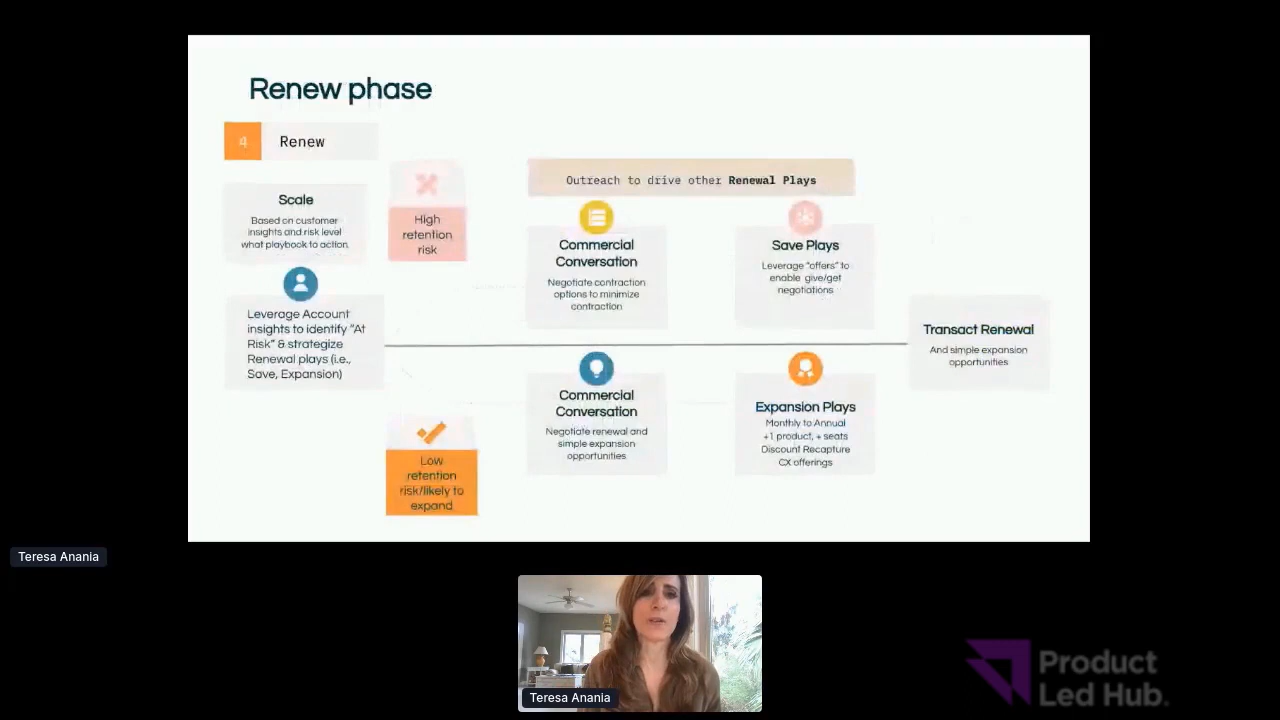 Renew phase
4 Renew
Scale
Based on customer
insights and risk level
what playbook to action.
Leverage Account
insights to identify “At
Risk” & strategize
Renewal plays (i.e.,
Save, Expansion)
High
retention
risk
Low
retention
risk/likely to
expand
Outreach to drive other Renewal Plays
Commercial
Conversation
Negotiate contraction
options to minimize
contraction
Save Plays
Leverage “offers” to
enable give/get
negotiations
Commercial
Conversation
Negotiate renewal and
simple expansion
opportunities
Expansion Plays
Monthly to Annual
+1 product, + seats
Discount Recapture
CX offerings
Transact Renewal
And simple expansion
opportunities
Teresa Anania
Teresa Anania
Product
Led Hub.